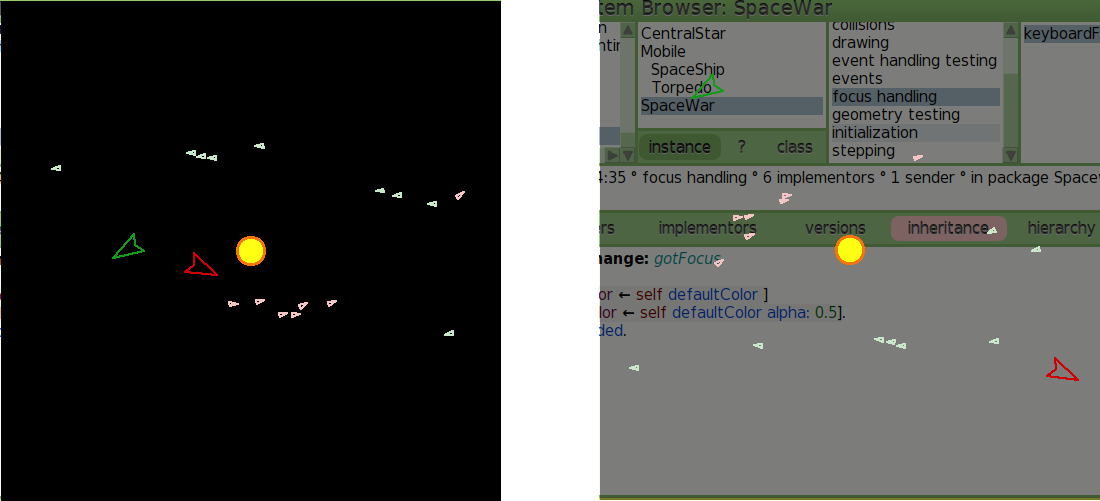 tem Browser: SpaceWar
CentralStar
Mobile
SpaceShip
Torpedo
SpaceWar
instance ? class
collisions
drawing
event handling testing
events
focus handling
geometry testing
initialization
stepping
keyboardF
4:35 ° focus handling ° 6 implementors ° 1 sender ° in package Spacew
ers implementors versions inheritance hierarchy
hange: gotFocus
or ← self defaultColor ]
lor ← self defaultColor alpha: 0.5].
ded.